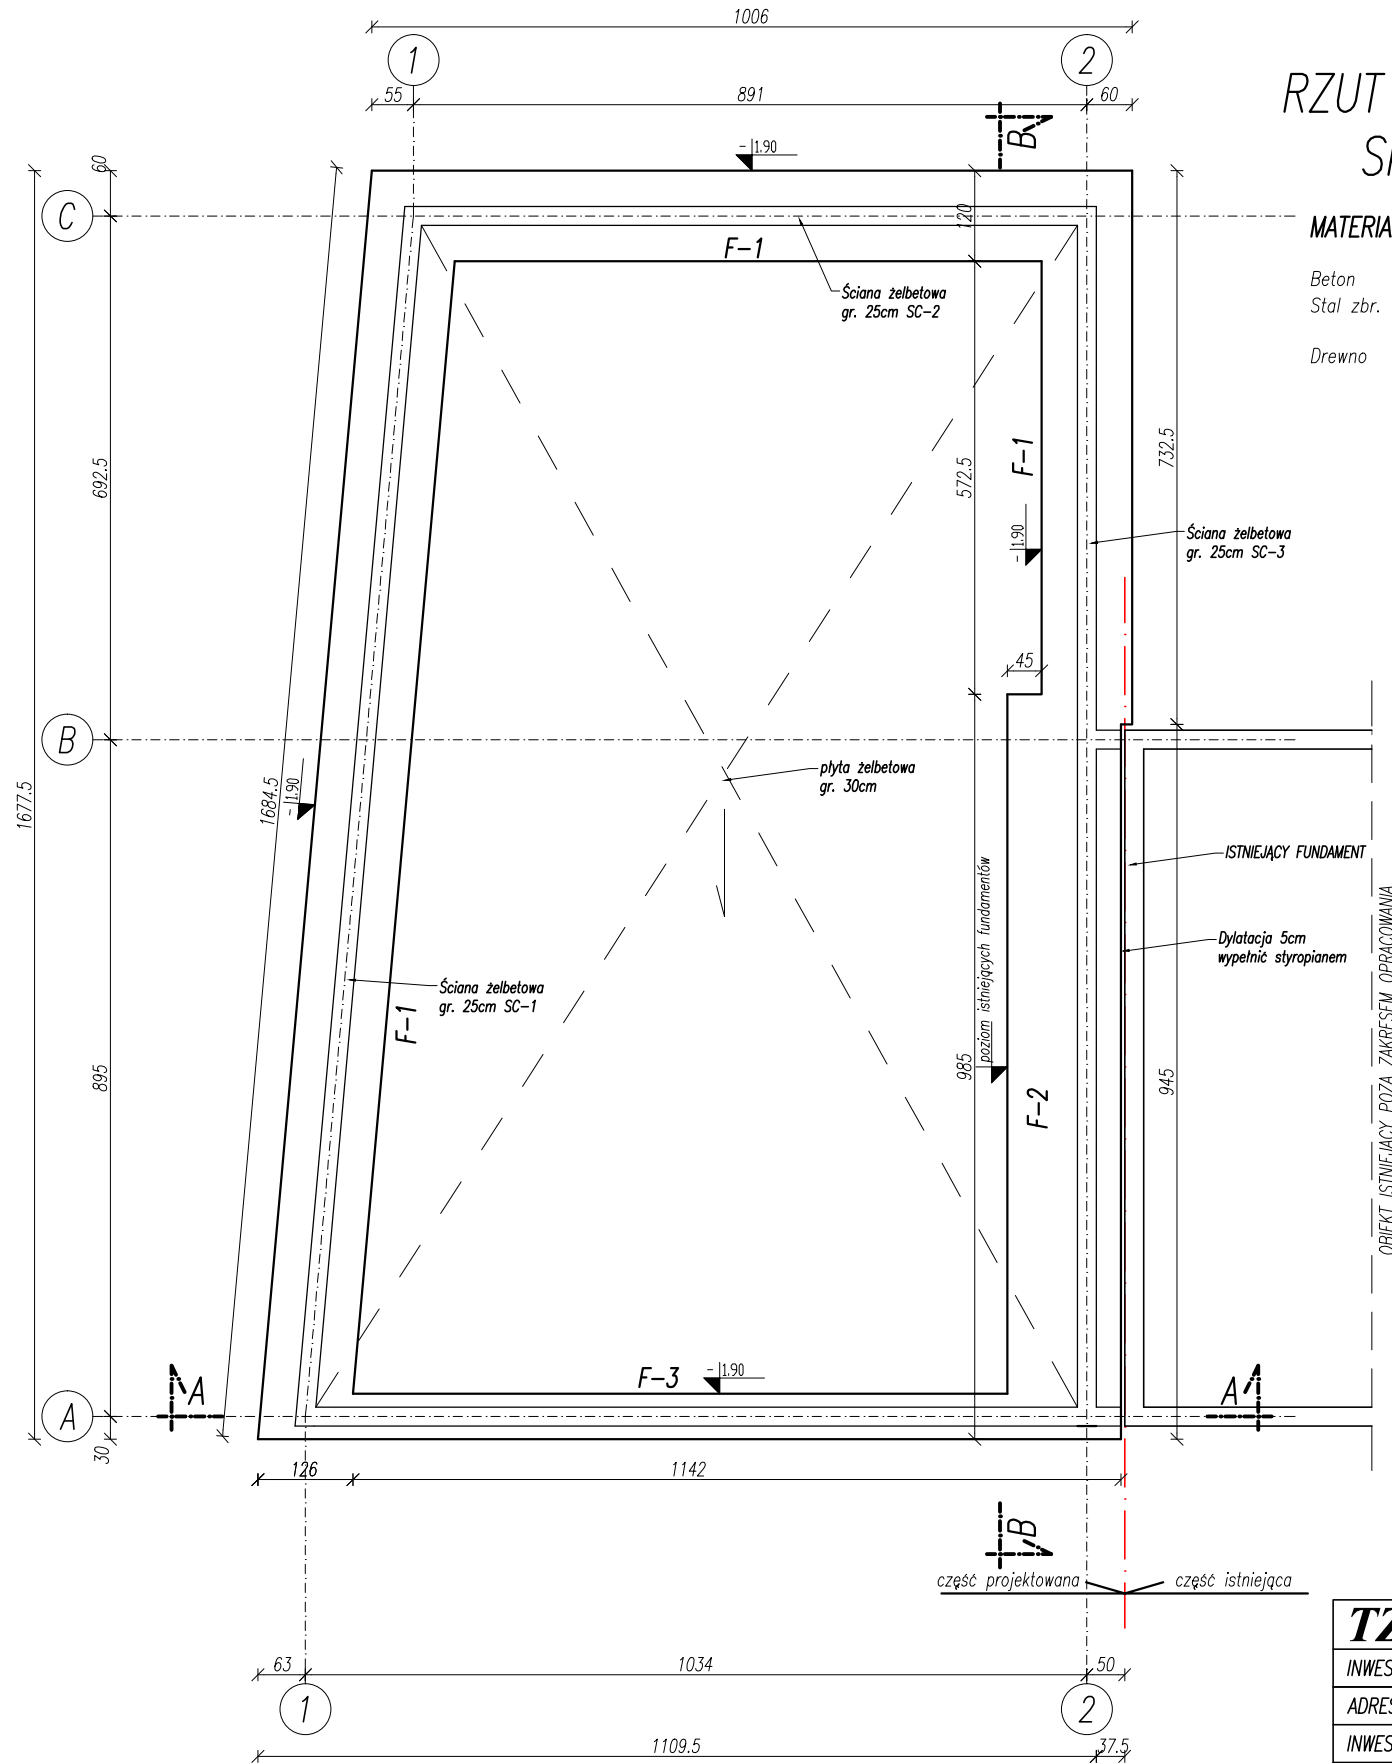 1006
1
2
55
891
60
RZUT
B
- 1.90
60
C
120
F-1
MATERIA
Beton
Stal zbr.
Drewno
Ściana żelbetowa
gr. 25cm SC-2
692.5
572.5
F-1
732.5
- 1.90
Ściana żelbetowa
gr. 25cm SC-3
45
B
1677.5
1684.5
- 1.90
płyta żelbetowa
gr. 30cm
ISTNIEJĄCY FUNDAMENT
poziom istniejących fundamentów
Dylatacja 5cm
wypełnić styropianem
OBIEKT ISTNIEJĄCY POZA ZAKRESEM OPRACOWANIA
Ściana żelbetowa
gr. 25cm SC-1
F-1
895
985
945
F-2
F-3
- 1.90
A
A
A
30
126
1142
B
część projektowana
część istniejąca
TZ
63
1034
50
INWES
1
2
ADRES
1109.5
37.5
INWES